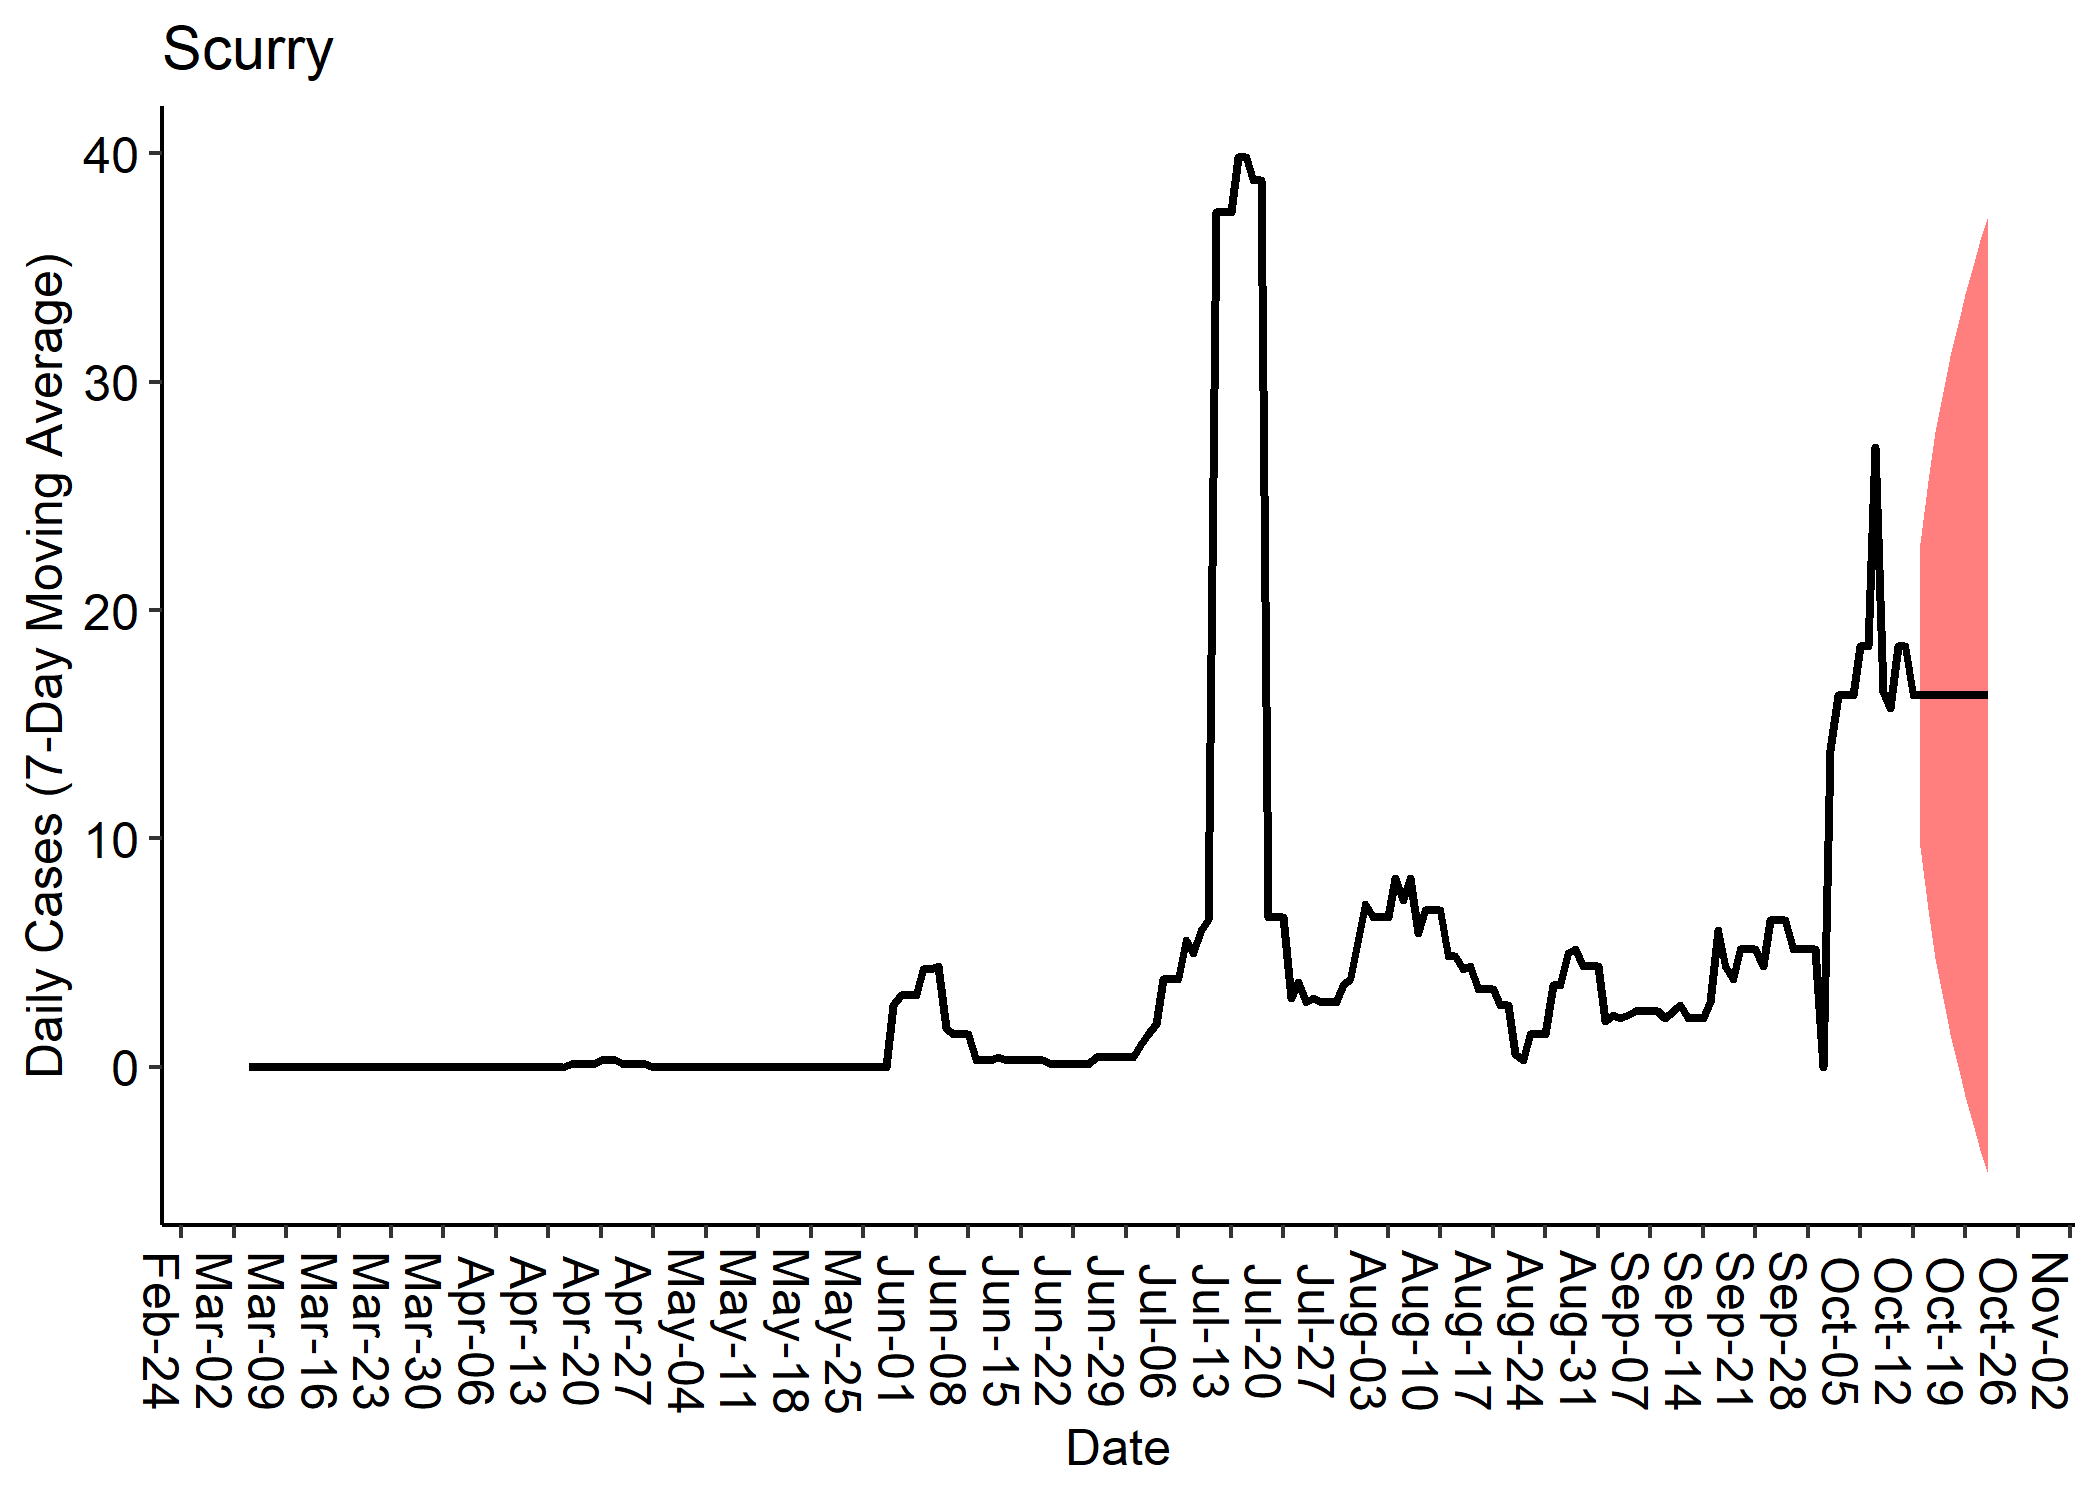 Scurry
Daily Cases (7-Day Moving Average)
40
30
20
10
0
Feb-24
Mar-02
Mar-09
Mar-16
Mar-23
Mar-30
Apr-06
Apr-13
Apr-20
Apr-27
May-04
May-11
May-18
May-25
Jun-01
Jun-08
Jun-15
Jun-22
Jun-29
Jul-06
Jul-13
Jul-20
Jul-27
Aug-03
Aug-10
Aug-17
Aug-24
Aug-31
Sep-07
Sep-14
Sep-21
Sep-28
Oct-05
Oct-12
Oct-19
Oct-26
Nov-02
Date